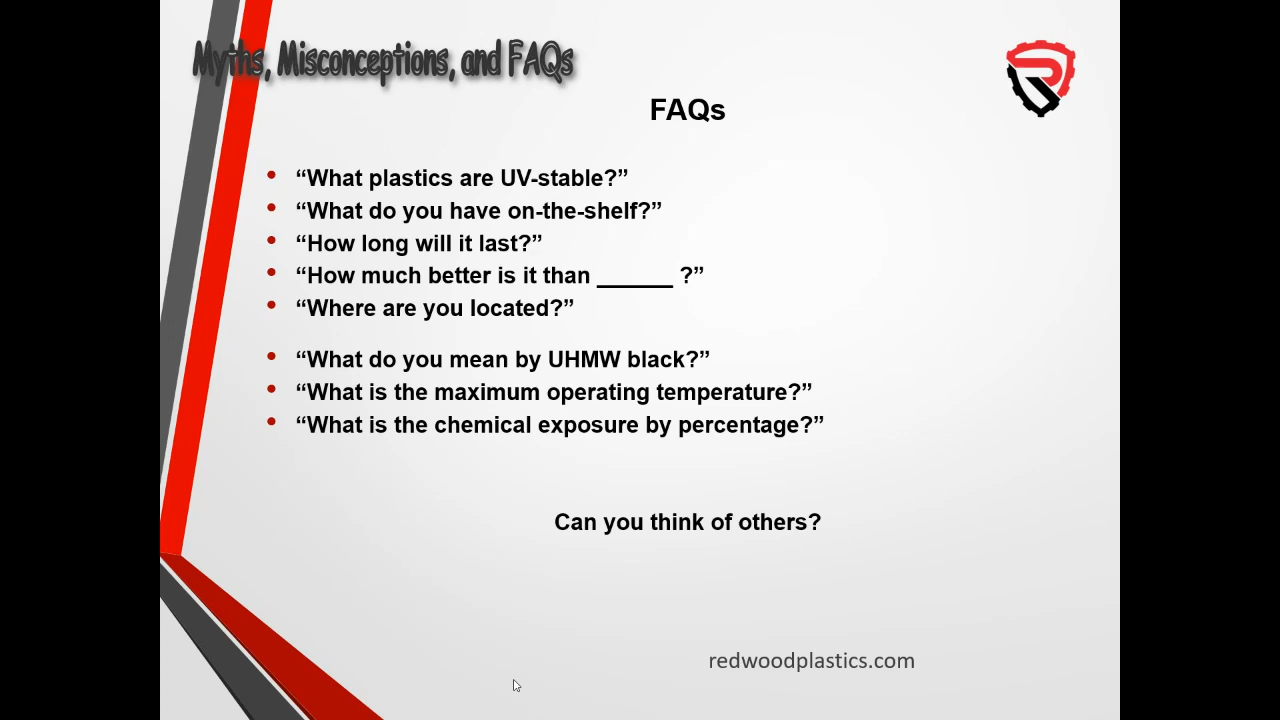 Myths, Misconceptions, and FAQs
FAQs
• “What plastics are UV-stable?”
• “What do you have on-the-shelf?”
• “How long will it last?”
• “How much better is it than ______ ?”
• “Where are you located?”
• “What do you mean by UHMW black?”
• “What is the maximum operating temperature?”
• “What is the chemical exposure by percentage?”
Can you think of others?
redwoodplastics.com